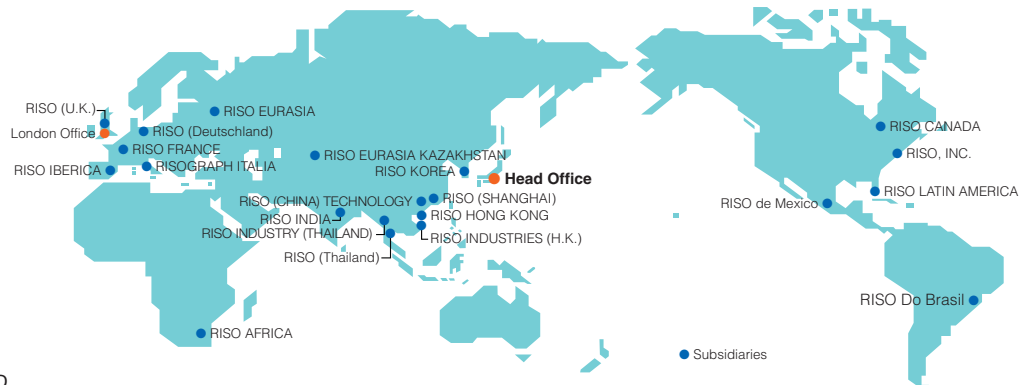 RISO (U.K.)
London Office
RISO EURASIA
RISO (Deutschland)
RISO FRANCE
RISO IBERICA
RISOGRAPH ITALIA
RISO EURASIA KAZAKHSTAN
RISO KOREA
Head Office
RISO (CHINA) TECHNOLOGY
RISO (SHANGHAI)
RISO INDIA
RISO HONG KONG
RISO INDUSTRY (THAILAND)
RISO INDUSTRIES (H.K.)
RISO (Thailand)
RISO AFRICA
RISO CANADA
RISO, INC.
RISO LATIN AMERICA
RISO de Mexico
RISO Do Brasil
Subsidiaries